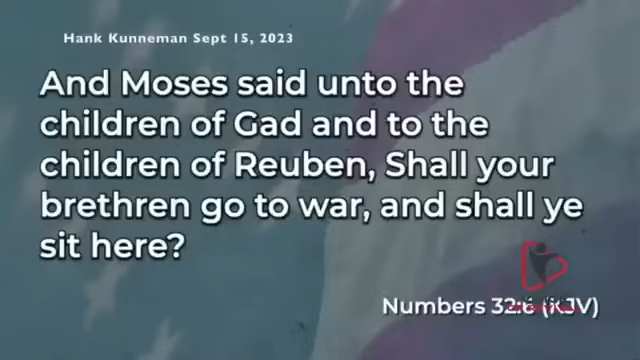 Hank Kunneman Sept 15, 2023
And Moses said unto the
children of Gad and to the
children of Reuben, Shall your
brethren go to war, and shall ye
sit here?
Numbers 32:6 (KJV)